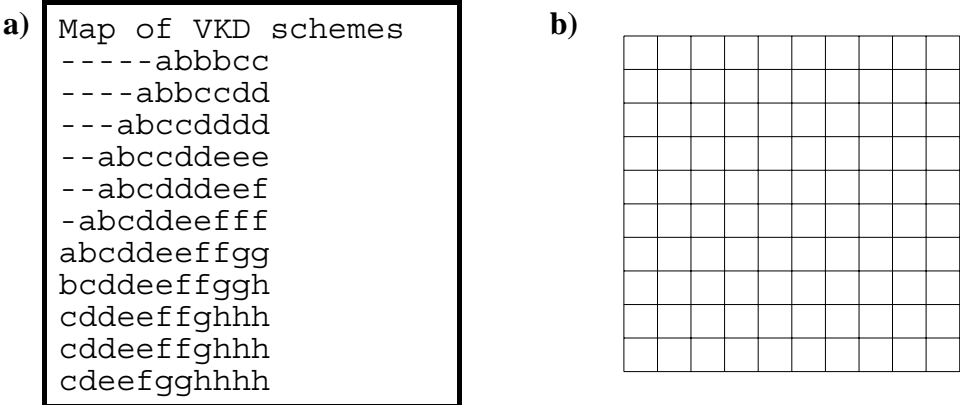 a)
Map of VKD schemes
-----abbbcc
----abbccdd
---abccdddd
--abccddeee
--abcdddeef
-abcddeefff
abcddeeffgg
bcddeeffggh
cddeeffghhh
cddeeffghhh
cdeefgghhhh
b)